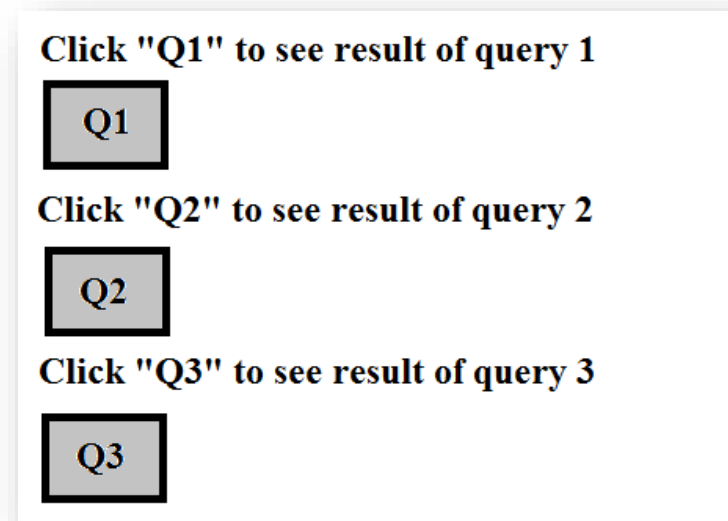 Click "Q1" to see result of query 1
Q1
Click "Q2" to see result of query 2
Q2
Click "Q3" to see result of query 3
Q3